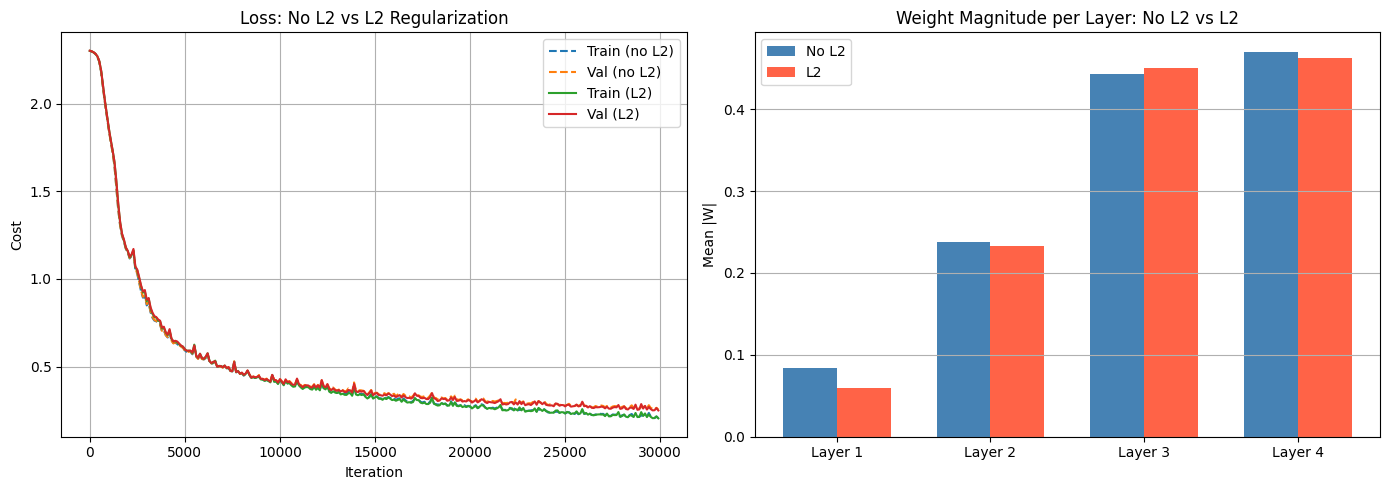 Loss: No L2 vs L2 Regularization
Cost
2.0
1.5
1.0
0.5
Train (no L2)
Val (no L2)
Train (L2)
Val (L2)
0 5000 10000 15000 20000 25000 30000
Iteration
Weight Magnitude per Layer: No L2 vs L2
Mean |W|
0.4
0.3
0.2
0.1
0.0
No L2
L2
Layer 1 Layer 2 Layer 3 Layer 4